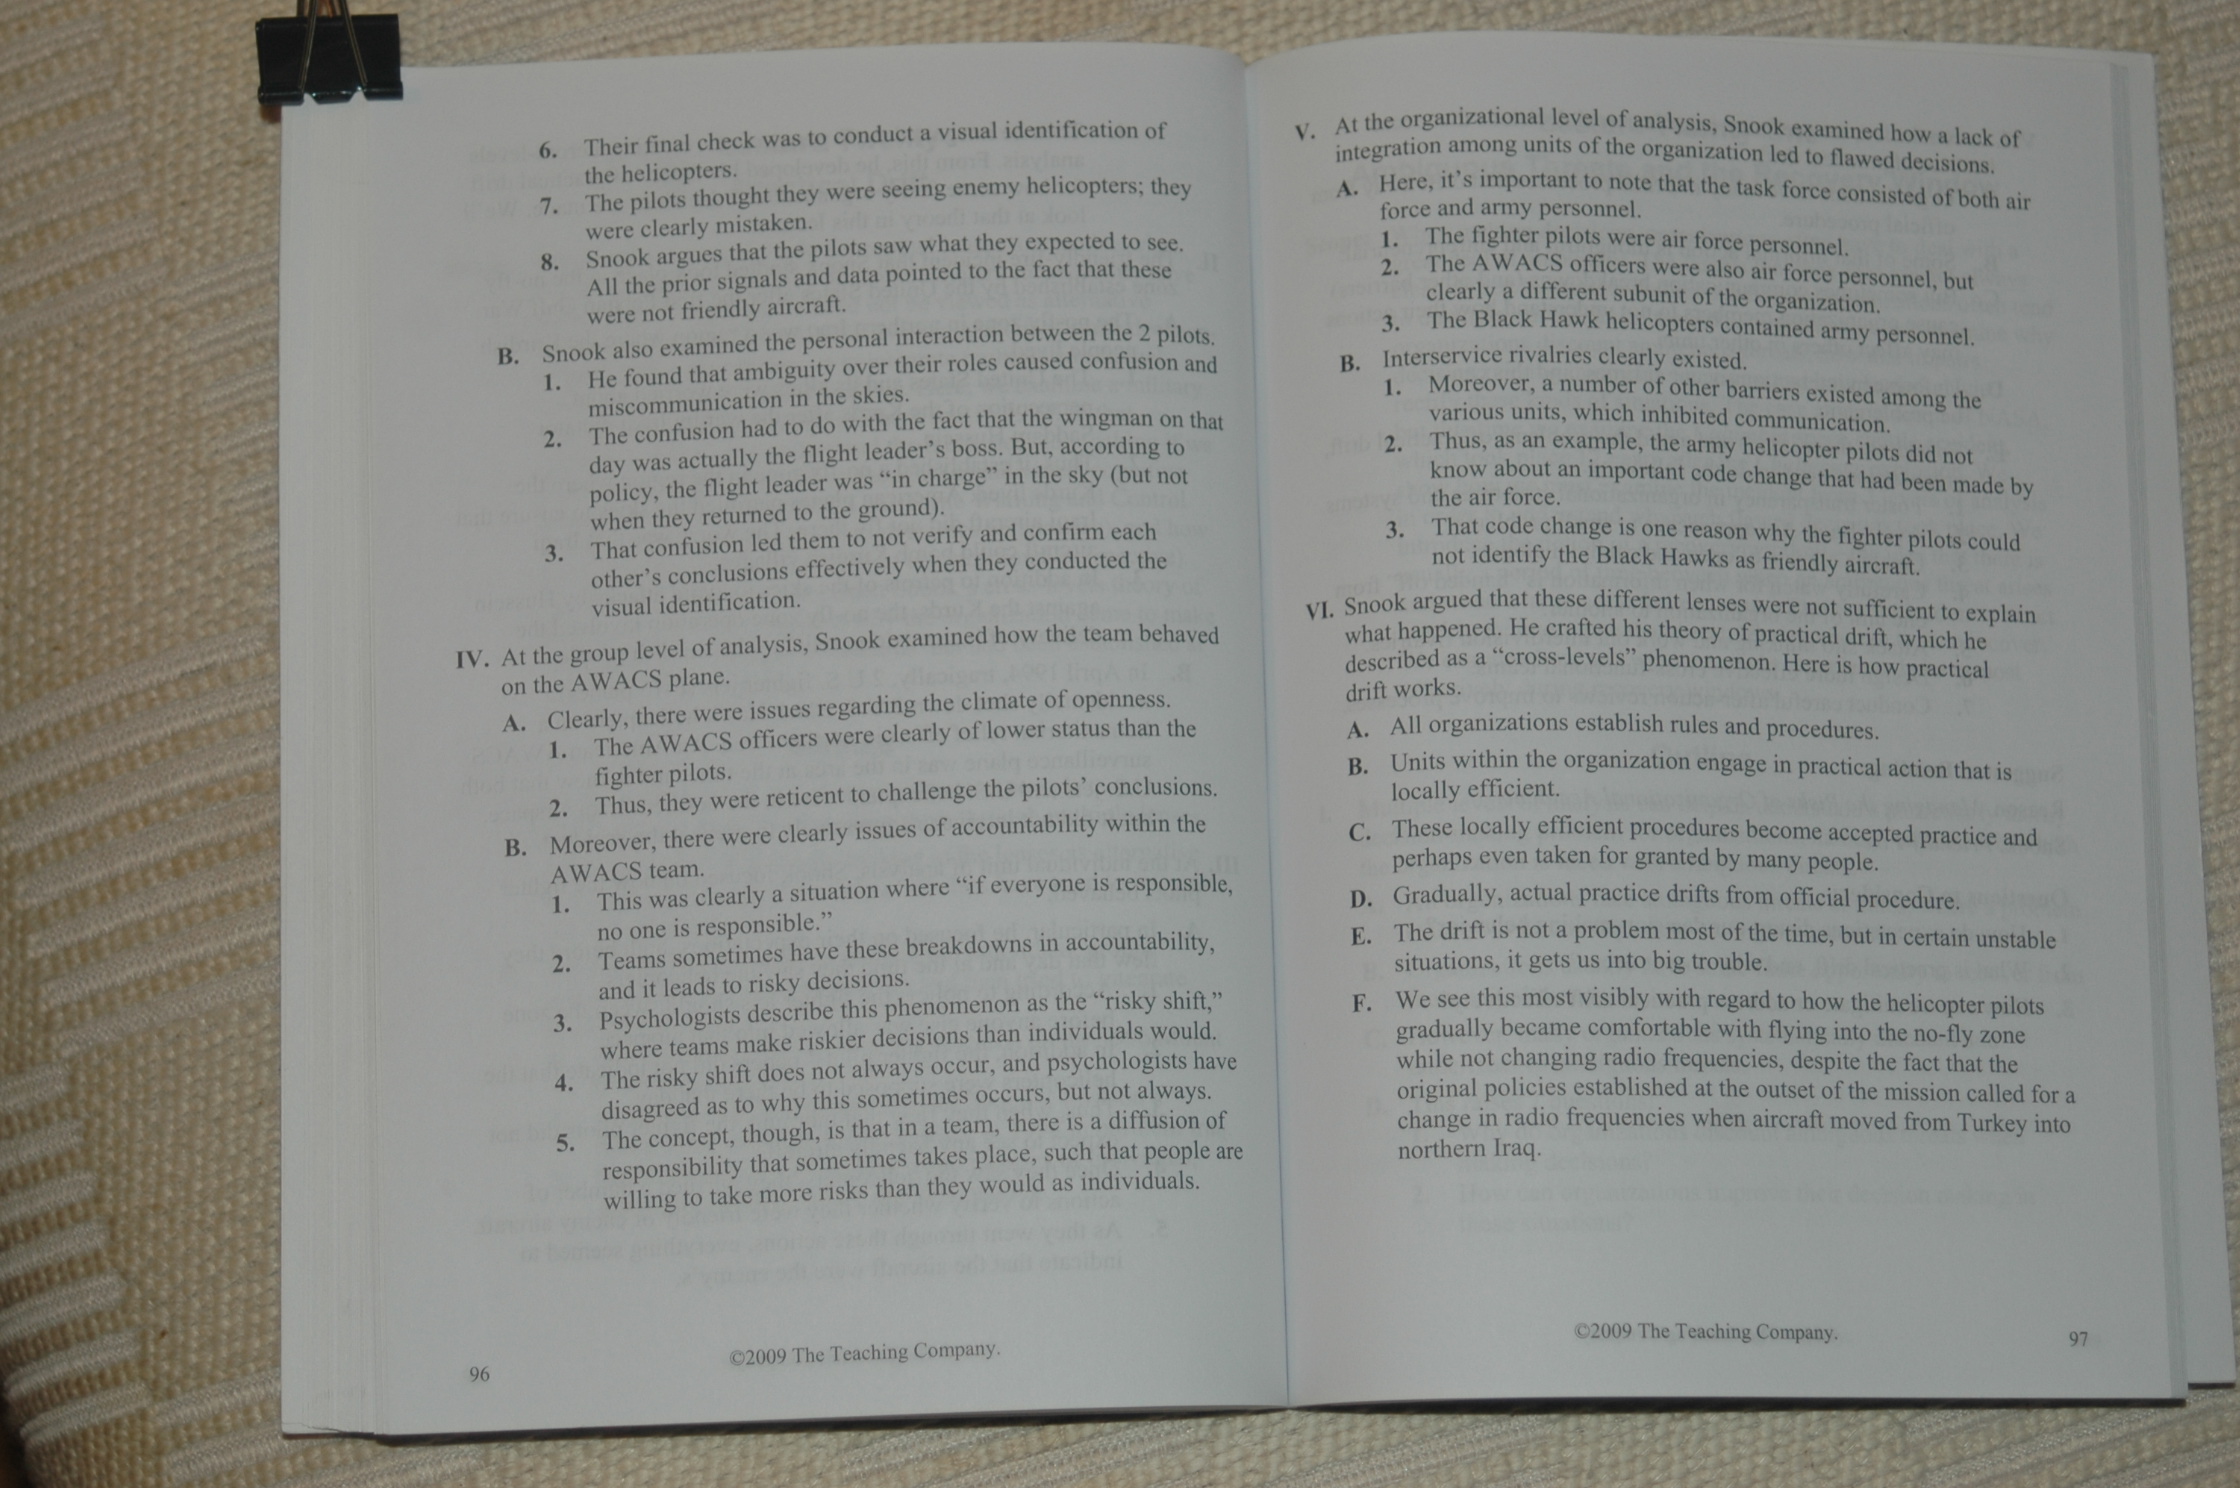 6. Their final check was to conduct a visual identification of
the helicopters.
7. The pilots thought they were seeing enemy helicopters; they
were clearly mistaken.
8. Snook argues that the pilots saw what they expected to see.
All the prior signals and data pointed to the fact that these
were not friendly aircraft.
B. Snook also examined the personal interaction between the 2 pilots.
1. He found that ambiguity over their roles caused confusion and
miscommunication in the skies.
2. The confusion had to do with the fact that the wingman on that
day was actually the flight leader's boss. But, according to
policy, the flight leader was “in charge” in the sky (but not
when they returned to the ground).
3. That confusion led them to not verify and confirm each
other's conclusions effectively when they conducted the
visual identification.
IV. At the group level of analysis, Snook examined how the team behaved
on the AWACS plane.
A. Clearly, there were issues regarding the climate of openness.
1. The AWACS officers were clearly of lower status than the
fighter pilots.
2. Thus, they were reticent to challenge the pilots' conclusions.
B. Moreover, there were clearly issues of accountability within the
AWACS team.
1. This was clearly a situation where “if everyone is responsible,
no one is responsible.”
2. Teams sometimes have these breakdowns in accountability,
and it leads to risky decisions.
3. Psychologists describe this phenomenon as the “risky shift,”
where teams make riskier decisions than individuals would.
4. The risky shift does not always occur, and psychologists have
disagreed as to why this sometimes occurs, but not always.
5. The concept, though, is that in a team, there is a diffusion of
responsibility that sometimes takes place, such that people are
willing to take more risks than they would as individuals.
96
©2009 The Teaching Company.
V. At the organizational level of analysis, Snook examined how a lack of
integration among units of the organization led to flawed decisions.
A. Here, it's important to note that the task force consisted of both air
force and army personnel.
1. The fighter pilots were air force personnel.
2. The AWACS officers were also air force personnel, but
clearly a different subunit of the organization.
3. The Black Hawk helicopters contained army personnel.
B. Interservice rivalries clearly existed.
1. Moreover, a number of other barriers existed among the
various units, which inhibited communication.
2. Thus, as an example, the army helicopter pilots did not
know about an important code change that had been made by
the air force.
3. That code change is one reason why the fighter pilots could
not identify the Black Hawks as friendly aircraft.
VI. Snook argued that these different lenses were not sufficient to explain
what happened. He crafted his theory of practical drift, which he
described as a “cross-levels” phenomenon. Here is how practical
drift works.
A. All organizations establish rules and procedures.
B. Units within the organization engage in practical action that is
locally efficient.
C. These locally efficient procedures become accepted practice and
perhaps even taken for granted by many people.
D. Gradually, actual practice drifts from official procedure.
E. The drift is not a problem most of the time, but in certain unstable
situations, it gets us into big trouble.
F. We see this most visibly with regard to how the helicopter pilots
gradually became comfortable with flying into the no-fly zone
while not changing radio frequencies, despite the fact that the
original policies established at the outset of the mission called for a
change in radio frequencies when aircraft moved from Turkey into
northern Iraq.
©2009 The Teaching Company.
97